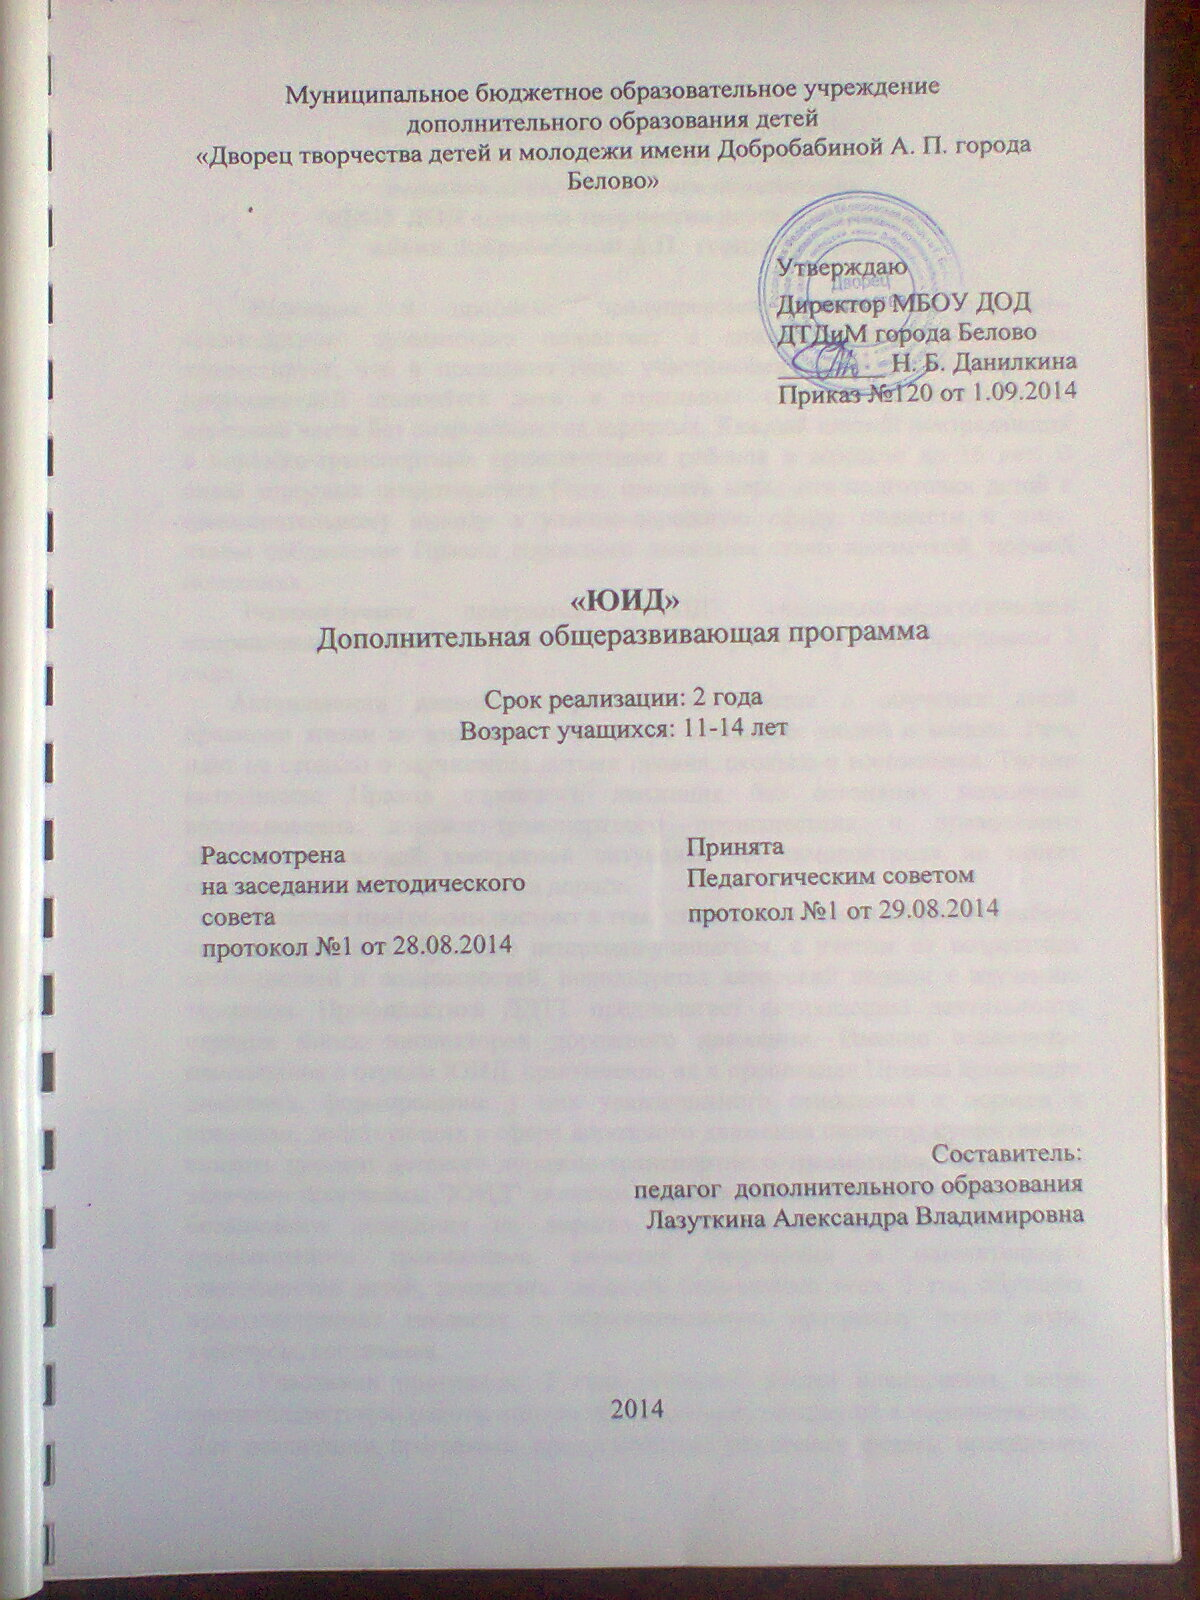 Муниципальное бюджетное образовательное учреждение
дополнительного образования детей
«Дворец творчества детей и молодежи имени Добробабиной А. П. города
Белово»
Дворец
Утверждаю
Директор МБОУ ДОД
ДТДиМ города Белово
________ Н. Б. Данилкина
Приказ №120 от 1.09.2014
«ЮИД»
Дополнительная общеразвивающая программа
Срок реализации: 2 года
Возраст учащихся: 11-14 лет
Рассмотрена
на заседании методического
совета
протокол №1 от 28.08.2014
Принята
Педагогическим советом
протокол №1 от 29.08.2014
Составитель:
педагог дополнительного образования
Лазуткина Александра Владимировна
2014